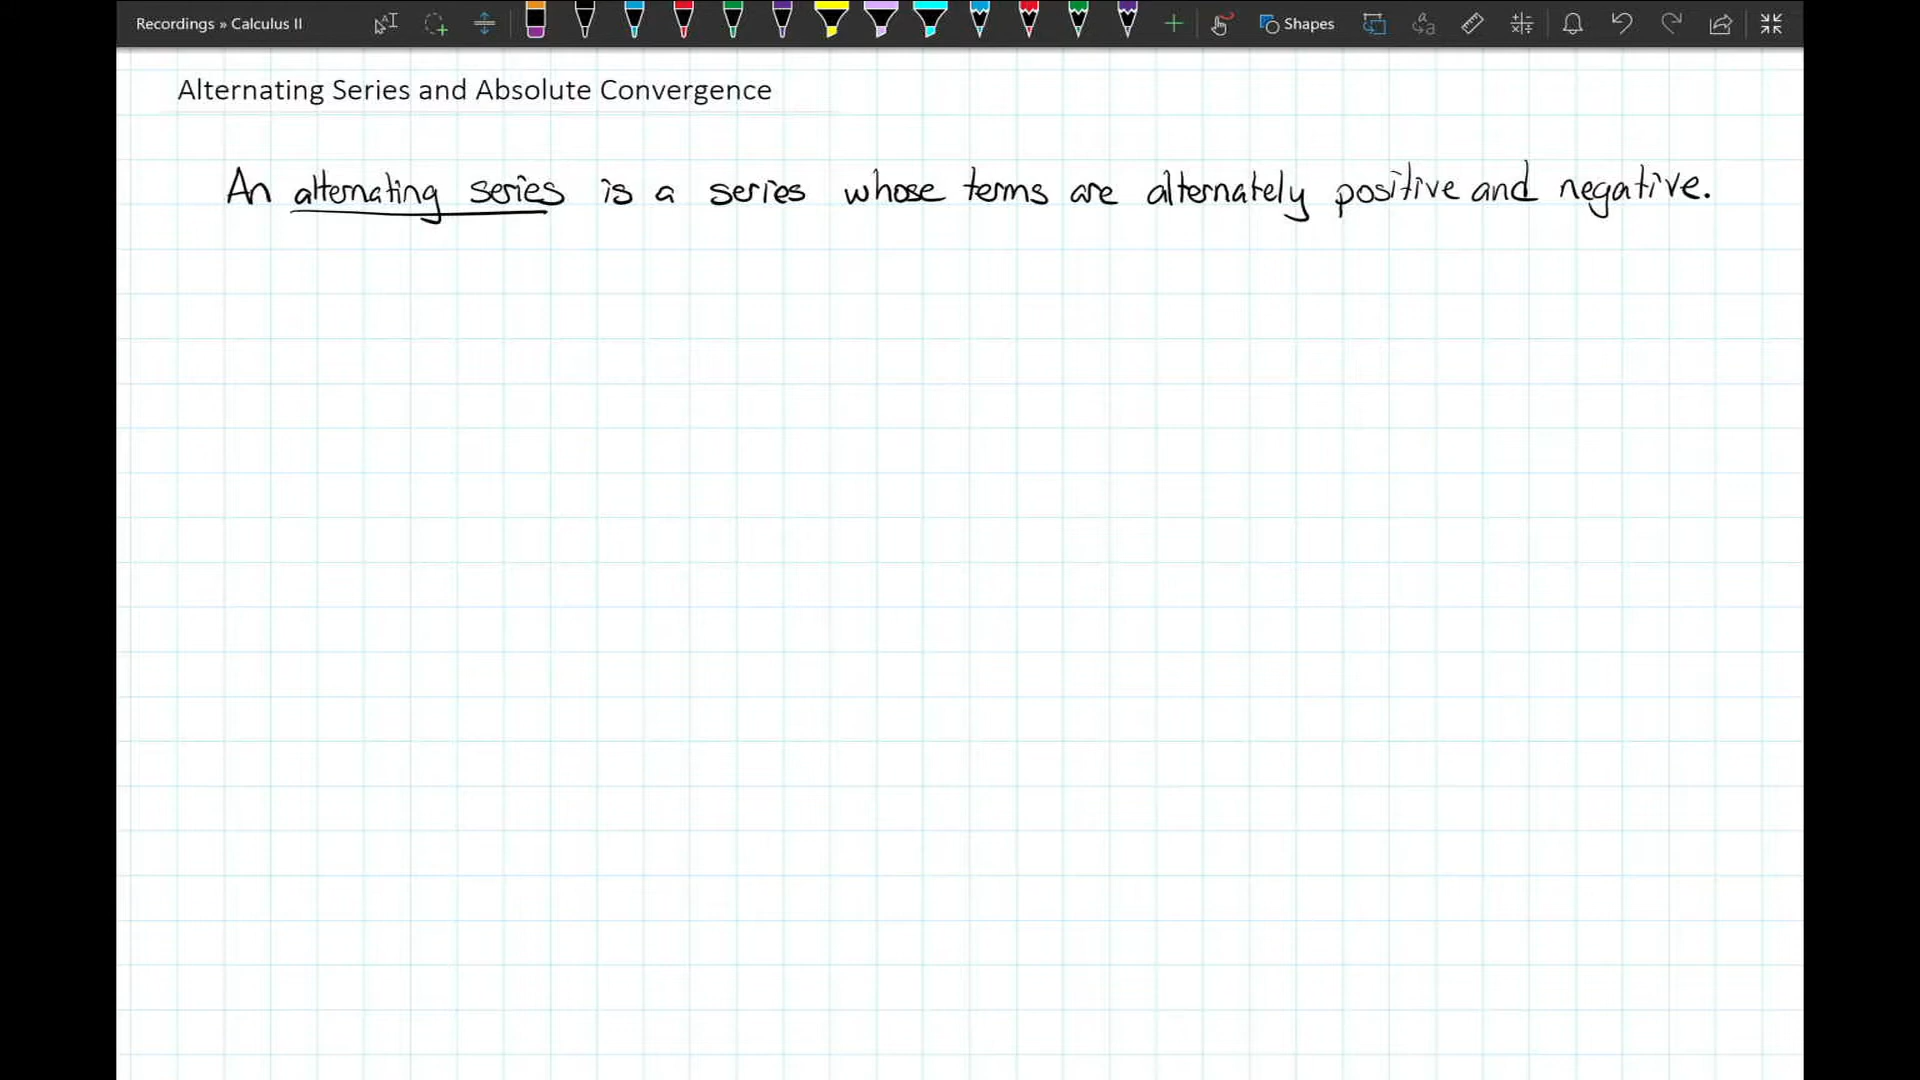 Recordings » Calculus II
Shapes
Alternating Series and Absolute Convergence
An alternating series is a series whose terms are alternately positive and negative.